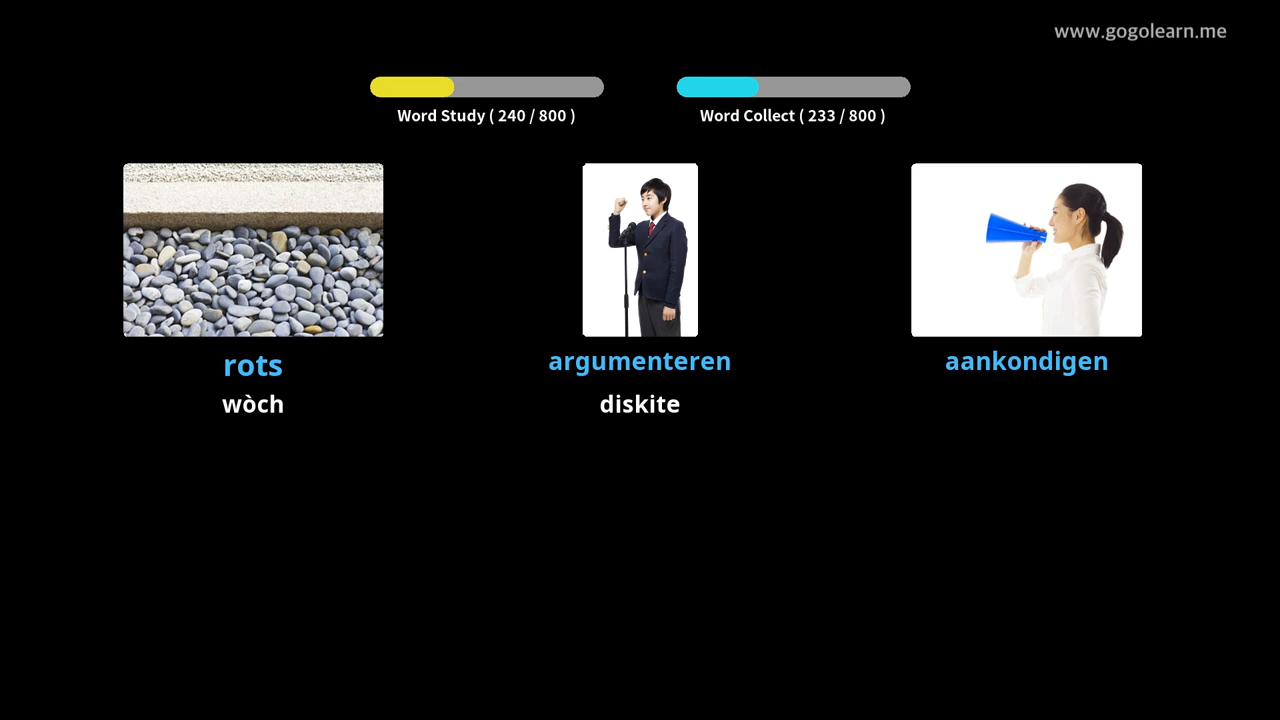 www.gogolearn.me
Word Study ( 240 / 800 )
Word Collect ( 233 / 800 )
rots
argumenteren
aankondigen
wòch
diskite